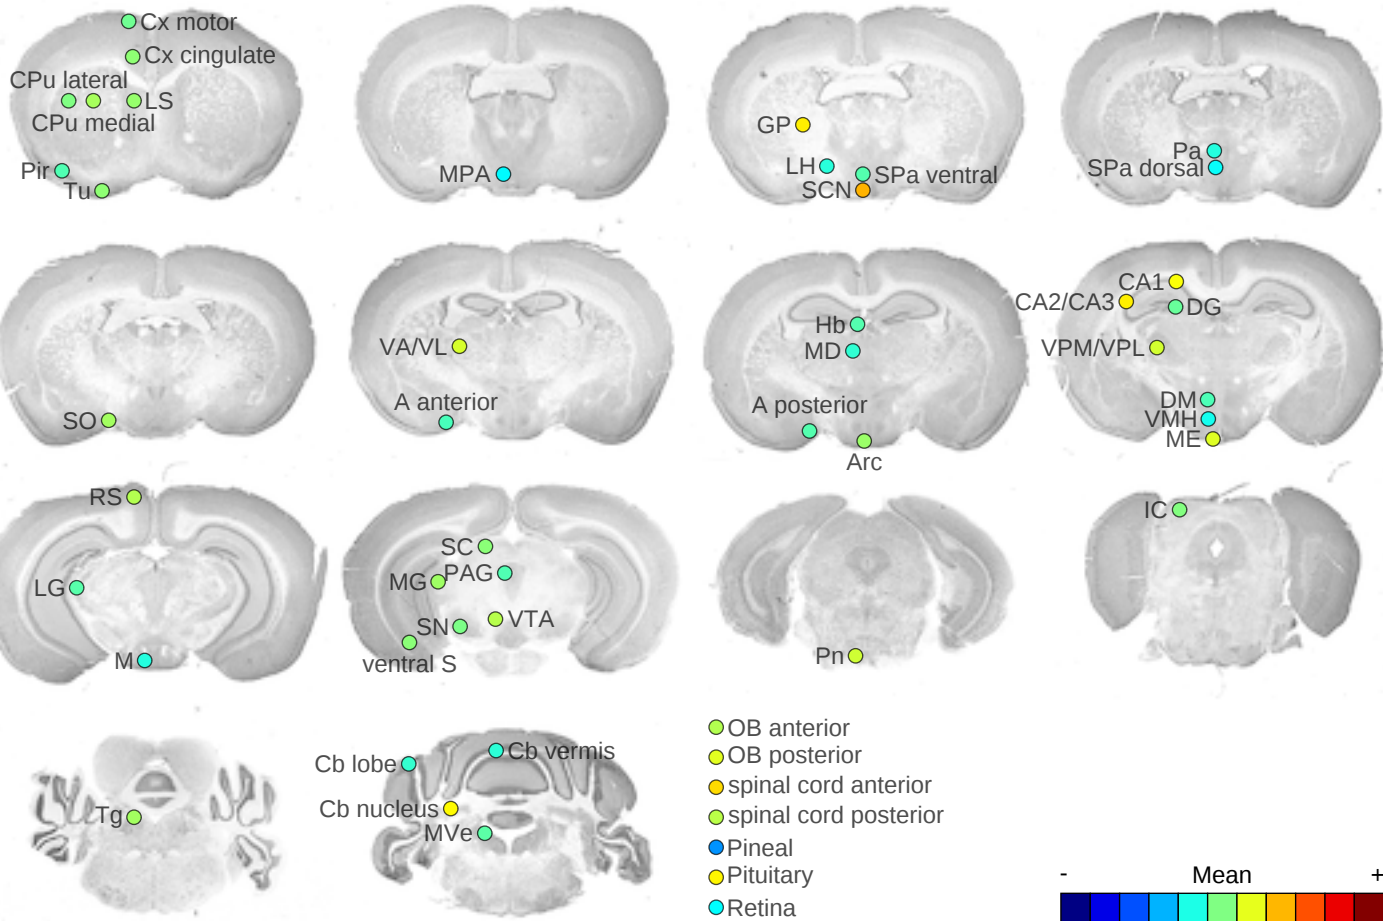 Cx motor
Cx cingulate
CPu lateral
LS
CPu medial
Pir
Tu
MPA
GP
LH
SPa ventral
SCN
Pa
SPa dorsal
SO
VA/VL
A anterior
Hb
MD
A posterior
Arc
CA1
CA2/CA3
DG
VPM/VPL
DM
VMH
ME
RS
LG
M
SC
MG
PAG
SN
VTA
ventral S
Pn
IC
Tg
Cb lobe
Cb vermis
Cb nucleus
MVe
OB anterior
OB posterior
spinal cord anterior
spinal cord posterior
Pineal
Pituitary
Retina
- Mean +